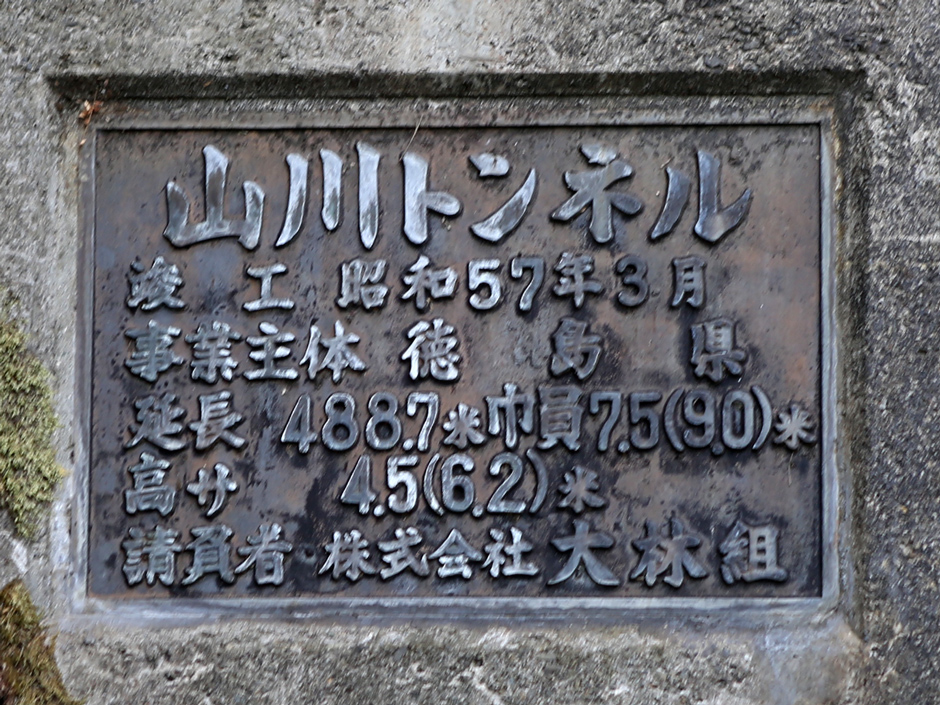 山川トンネル
竣工 昭和57年3月
事業主体 徳島県
延長 488.7米 巾員7.5(9.0)米
高サ 4.5(6.2)米
請負者 株式会社大林組